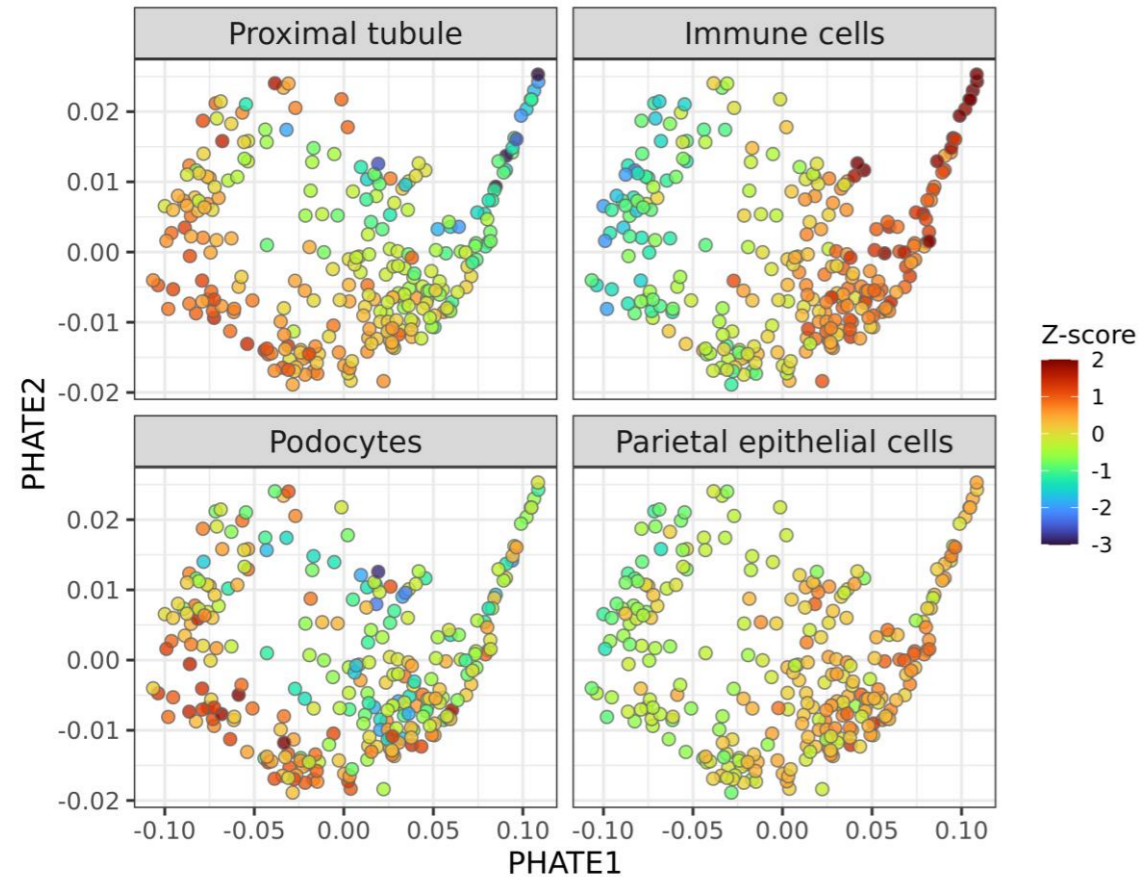 Proximal tubule
Immune cells
0.02
0.01
0.00
-0.01
-0.02
Podocytes
Parietal epithelial cells
0.02
0.01
0.00
-0.01
-0.02
-0.10 -0.05 0.00 0.05 0.10
-0.10 -0.05 0.00 0.05 0.10
PHATE1
PHATE2
Z-score
2
1
0
-1
-2
-3